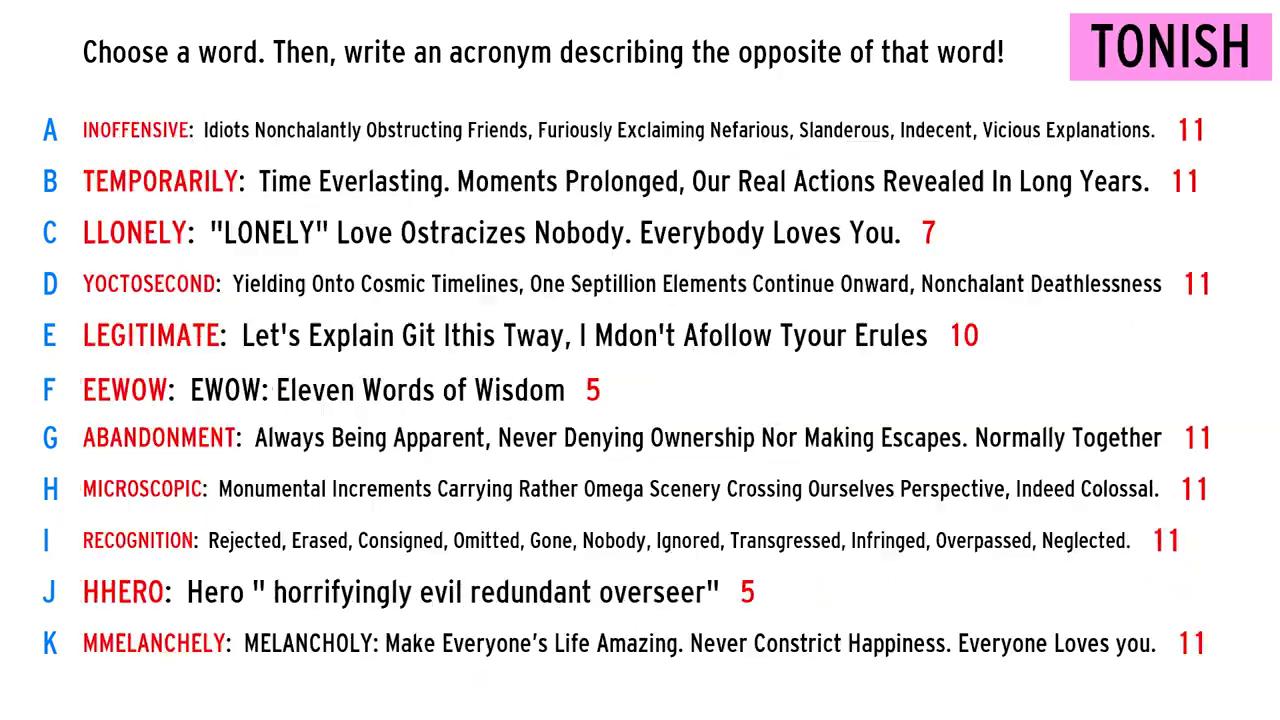 Choose a word. Then, write an acronym describing the opposite of that word!
TONISH
A INOFFENSIVE: Idiots Nonchalantly Obstructing Friends, Furiously Exclaiming Nefarious, Slanderous, Indecent, Vicious Explanations. 11
B TEMPORARILY: Time Everlasting. Moments Prolonged, Our Real Actions Revealed In Long Years. 11
C LLONELY: "LONELY" Love Ostracizes Nobody. Everybody Loves You. 7
D YOCTOSECOND: Yielding Onto Cosmic Timelines, One Septillion Elements Continue Onward, Nonchalant Deathlessness 11
E LEGITIMATE: Let's Explain Git Ithis Tway, I Mdon't Afollow Tyour Erules 10
F EEWOW: EWOW: Eleven Words of Wisdom 5
G ABANDONMENT: Always Being Apparent, Never Denying Ownership Nor Making Escapes. Normally Together 11
H MICROSCOPIC: Monumental Increments Carrying Rather Omega Scenery Crossing Ourselves Perspective, Indeed Colossal. 11
I RECOGNITION: Rejected, Erased, Consigned, Omitted, Gone, Nobody, Ignored, Transgressed, Infringed, Overpassed, Neglected. 11
J HHERO: Hero " horrifyingly evil redundant overseer" 5
K MMELANCHELY: MELANCHOLY: Make Everyone's Life Amazing. Never Constrict Happiness. Everyone Loves you. 11